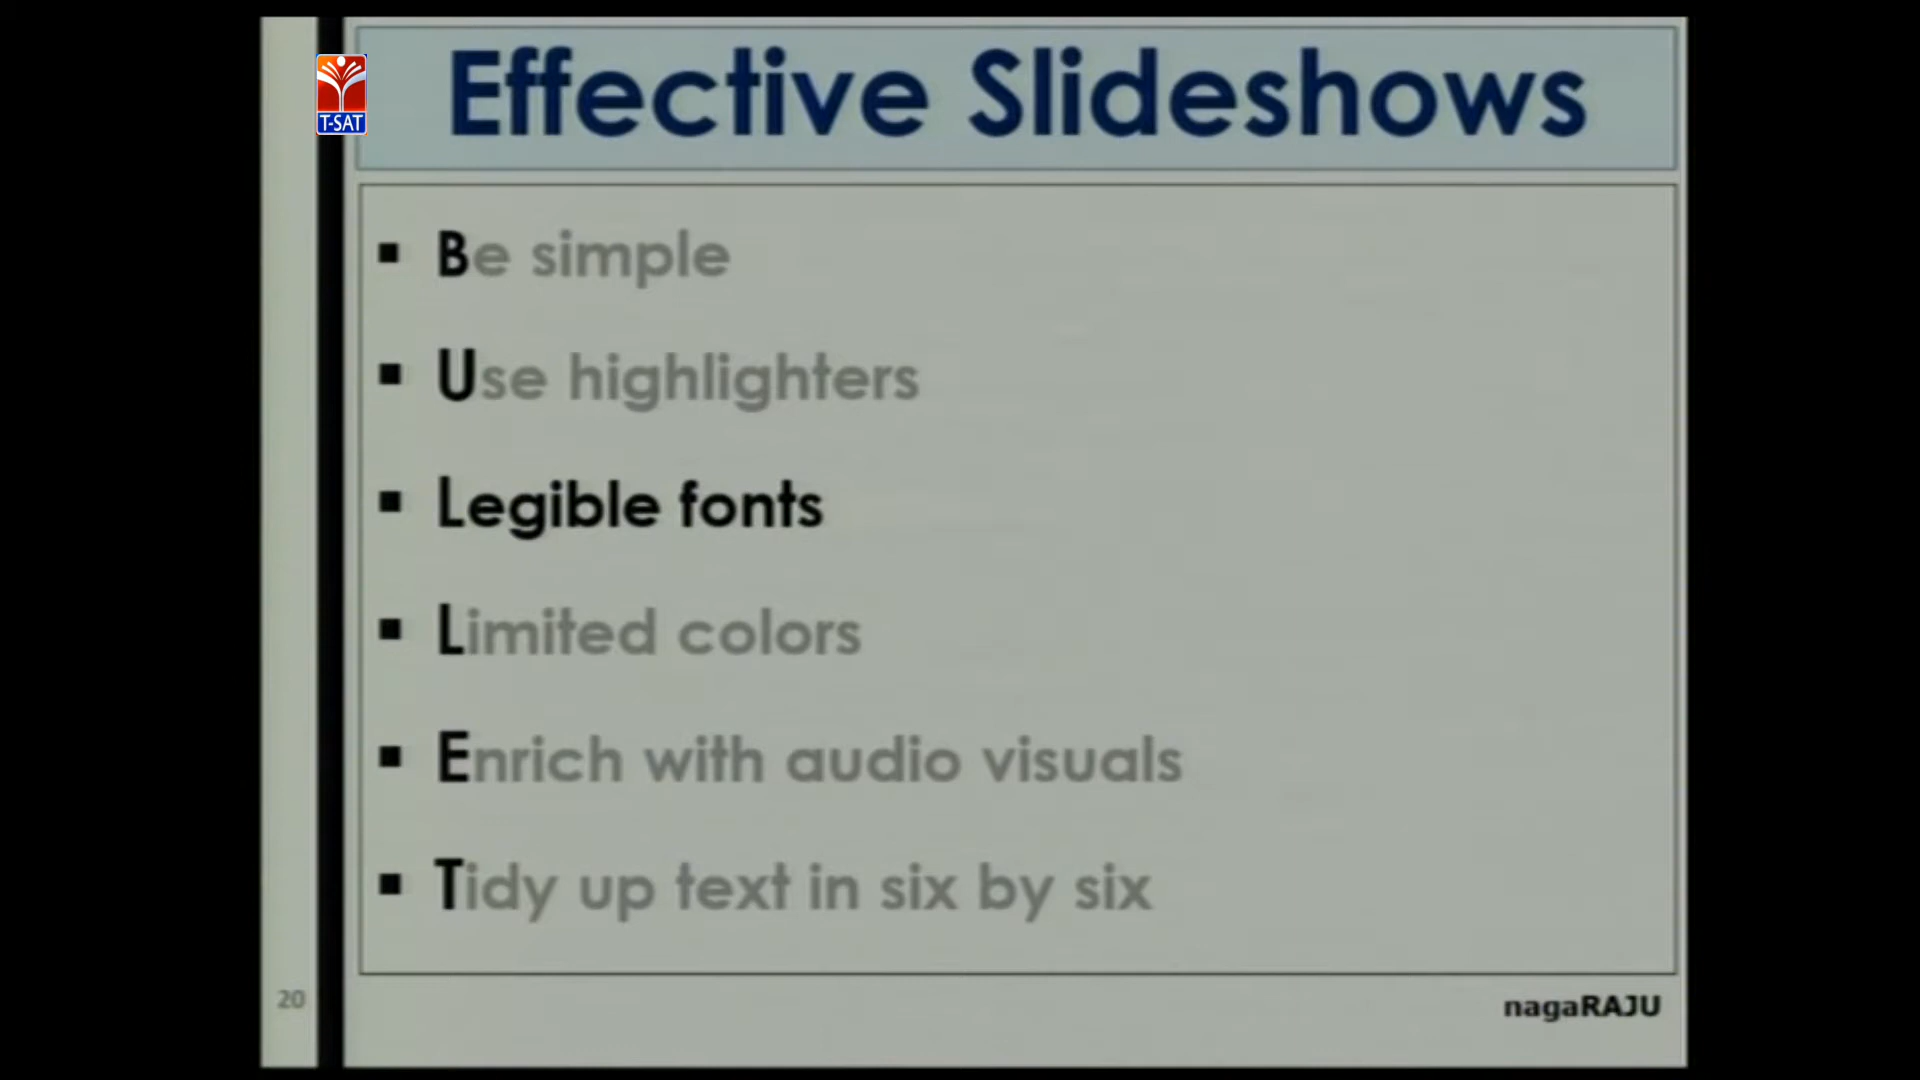 Effective Slideshows
T-SAT
▪ Be simple
▪ Use highlighters
▪ Legible fonts
▪ Limited colors
▪ Enrich with audio visuals
▪ Tidy up text in six by six
20
nagaRAJU